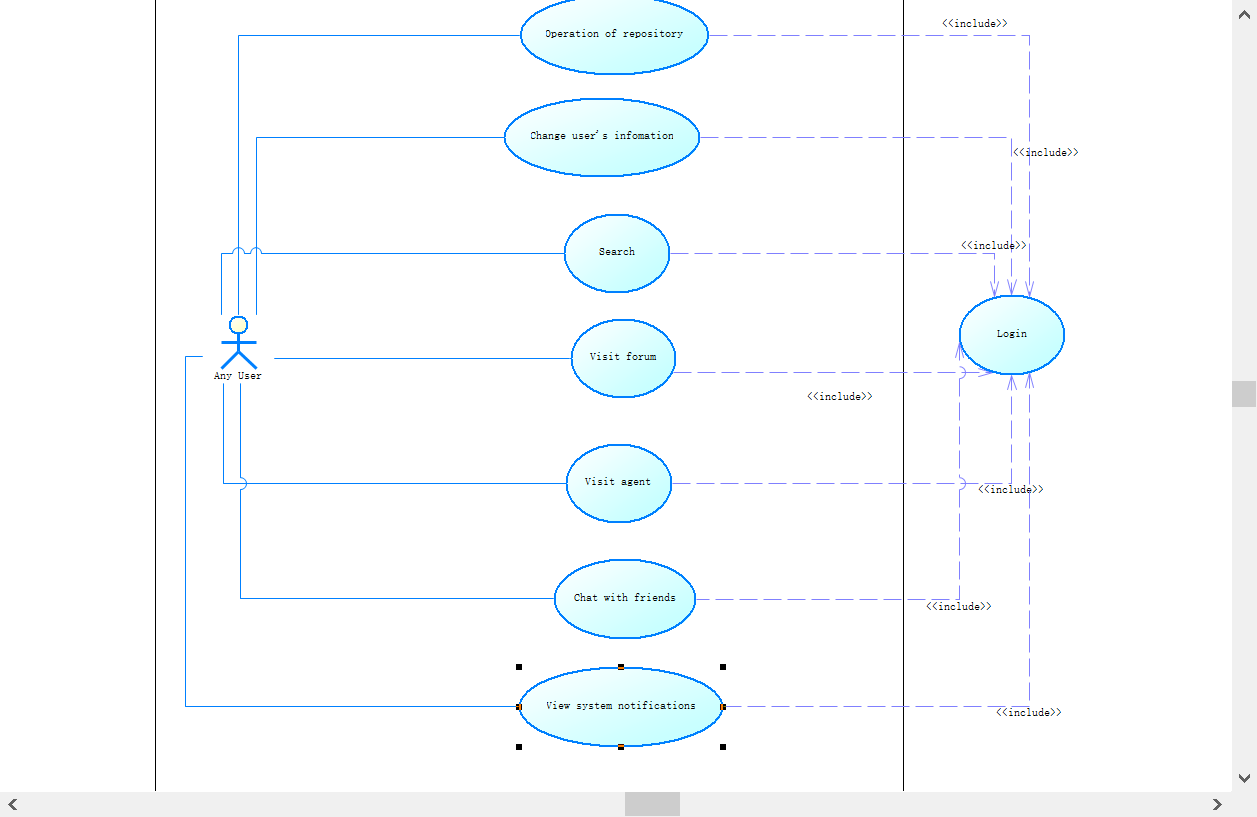 <<include>>
Operation of repository
Change user's infomation
<<include>>
<<include>>
Search
Login
Visit forum
Any User
<<include>>
Visit agent
<<include>>
Chat with friends
<<include>>
View system notifications
<<include>>